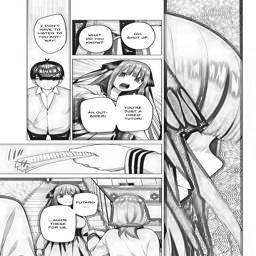 OH, SHUT UP.
WHAT DO YOU KNOW?
I DON'T HAVE TO LISTEN TO YOU ANY-WAY!
YOU'RE JUST A HIRED TUTOR!
AN OUT-SIDER!
FUTARO...
...MADE THESE FOR US.